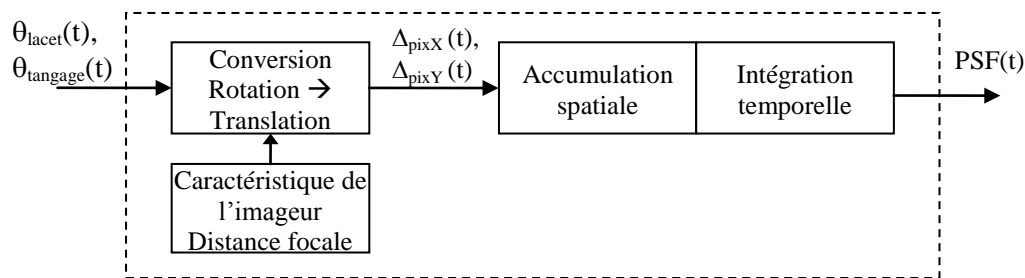 θlacet(t),
θtangage(t)
Conversion
Rotation →
Translation
Caractéristique de
l'imageur
Distance focale
ΔpixX (t),
ΔpixY (t)
Accumulation
spatiale
Intégration
temporelle
PSF(t)